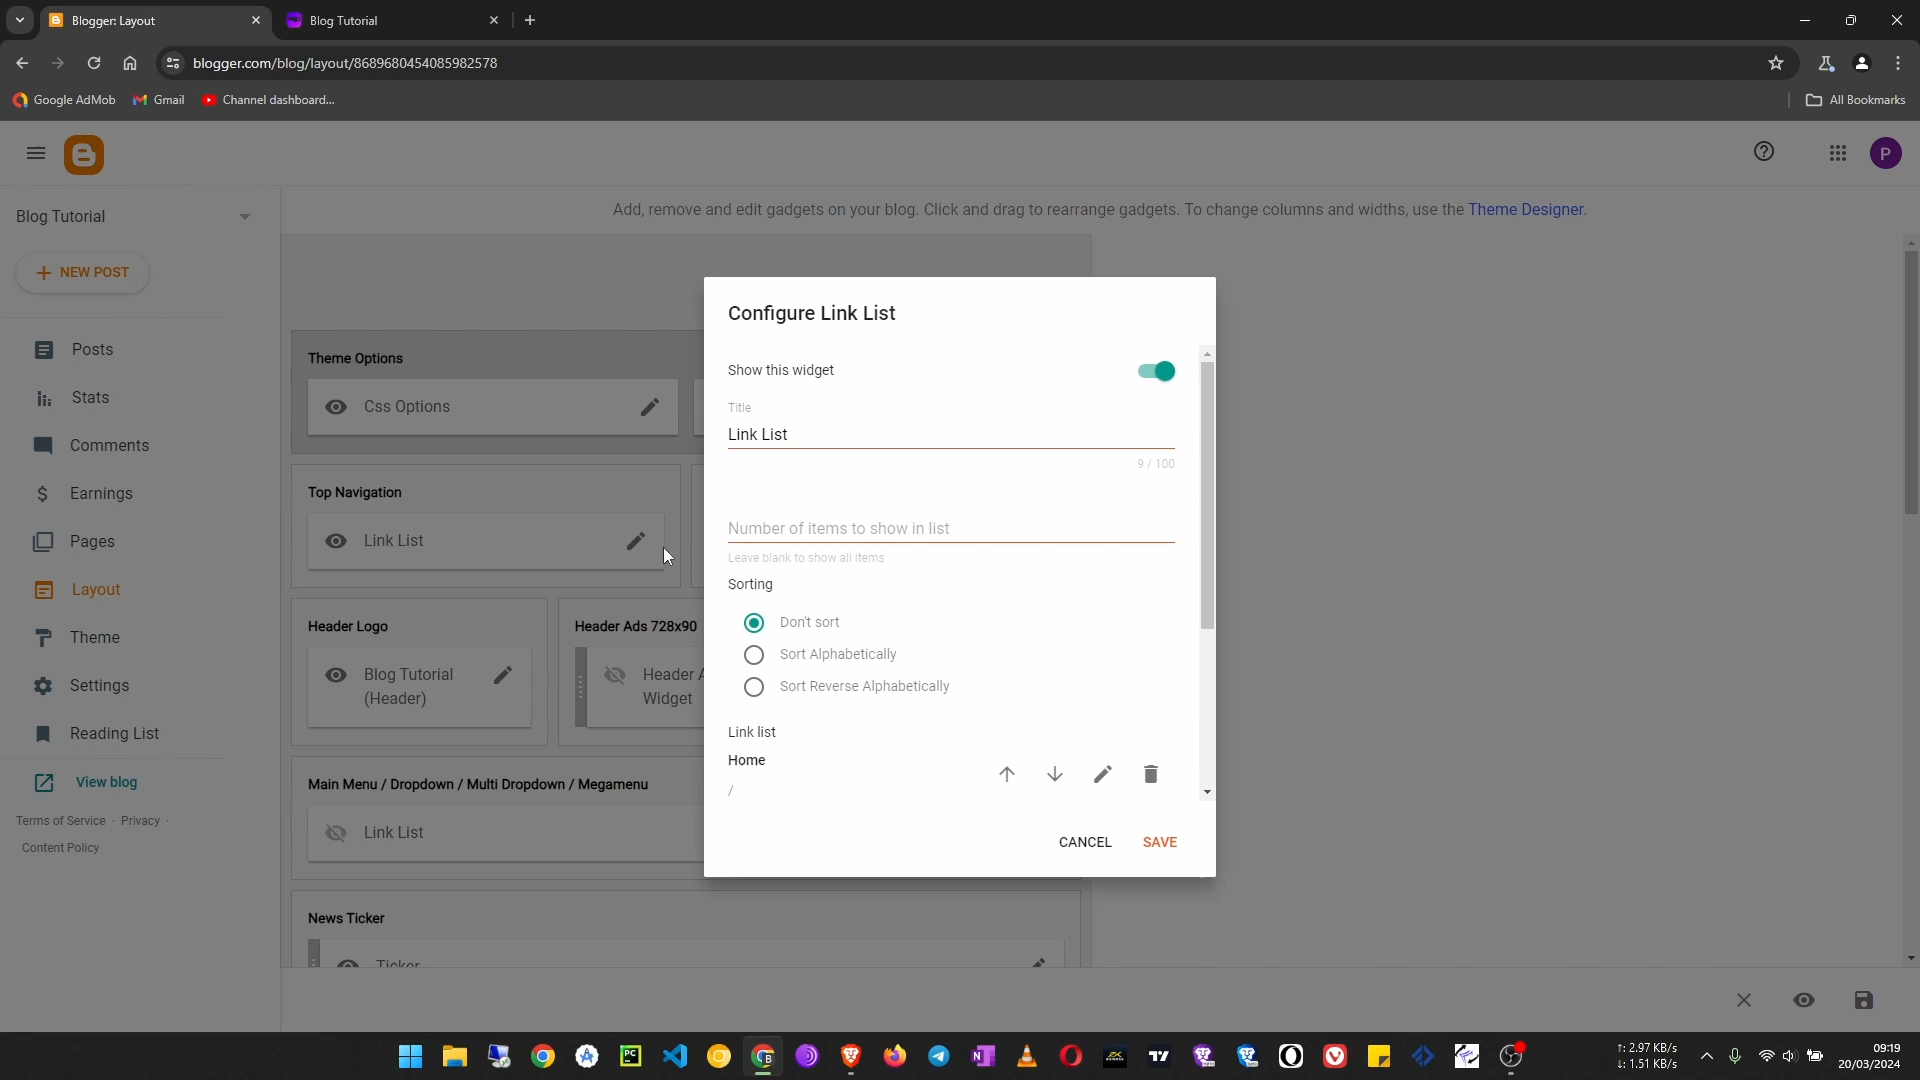 Blogger: Layout
Blog Tutorial
blogger.com/blog/layout/8689680454085982578
Google AdMob
Gmail
Channel dashboard...
All Bookmarks
P
Blog Tutorial
Add, remove and edit gadgets on your blog. Click and drag to rearrange gadgets. To change columns and widths, use the Theme Designer.
NEW POST
Posts
Stats
Comments
Earnings
Pages
Layout
Theme
Settings
Reading List
View blog
Terms of Service · Privacy ·
Content Policy
Theme Options
Css Options
Top Navigation
Link List
Header Logo
Blog Tutorial
(Header)
Header Ads 728x90
Header A
Widget
Main Menu / Dropdown / Multi Dropdown / Megamenu
Link List
News Ticker
Ticker
Configure Link List
Show this widget
Title
Link List
9 / 100
Number of items to show in list
Leave blank to show all items
Sorting
Don't sort
Sort Alphabetically
Sort Reverse Alphabetically
Link list
Home
/
CANCEL
SAVE
↑: 2.97 KB/s
↓: 1.51 KB/s
09:19
20/03/2024